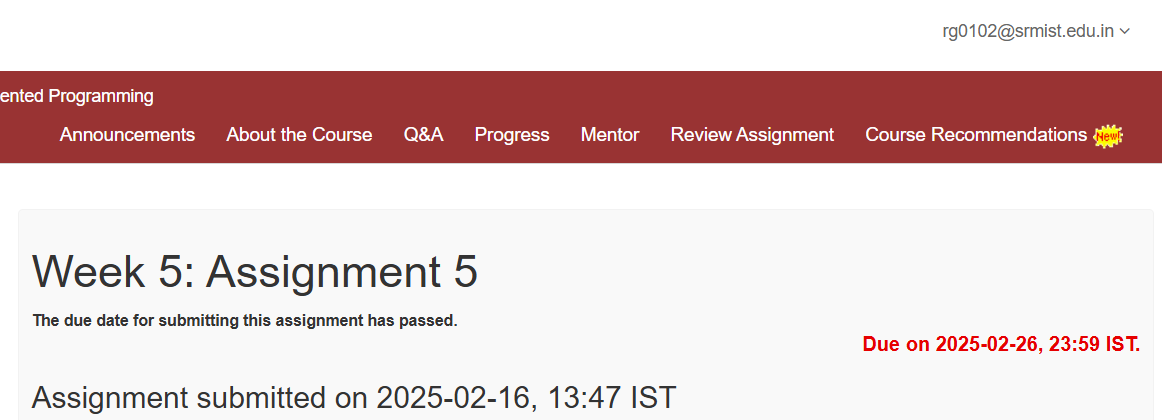 rg0102@srmist.edu.in
ented Programming
Announcements About the Course Q&A Progress Mentor Review Assignment Course Recommendations New!
Week 5: Assignment 5
The due date for submitting this assignment has passed.
Due on 2025-02-26, 23:59 IST.
Assignment submitted on 2025-02-16, 13:47 IST